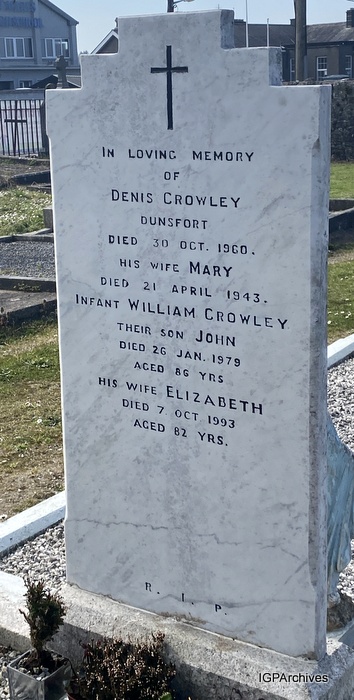 IN LOVING MEMORY
OF
DENIS CROWLEY
DUNSFORT
DIED 30 OCT. 1960.
HIS WIFE MARY
DIED 21 APRIL 1943.
INFANT WILLIAM CROWLEY
THEIR SON JOHN
DIED 26 JAN. 1979
AGED 86 YRS
HIS WIFE ELIZABETH
DIED 7 OCT 1993
AGED 82 YRS.
R. I. P.
IGPArchives